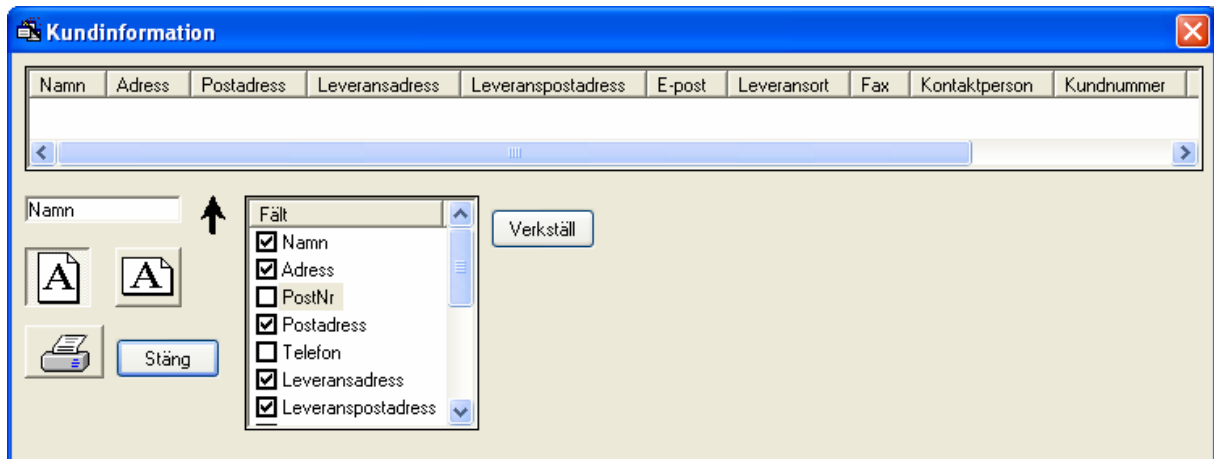 Kundinformation
Namn Adress Postadress Leveransadress Leveranspostadress E-post Leveransort Fax Kontaktperson Kundnummer
Namn
Fält
Verkställ
Namn
Adress
PostNr
Postadress
Telefon
Leveransadress
Leveranspostadress
A
A
Stäng